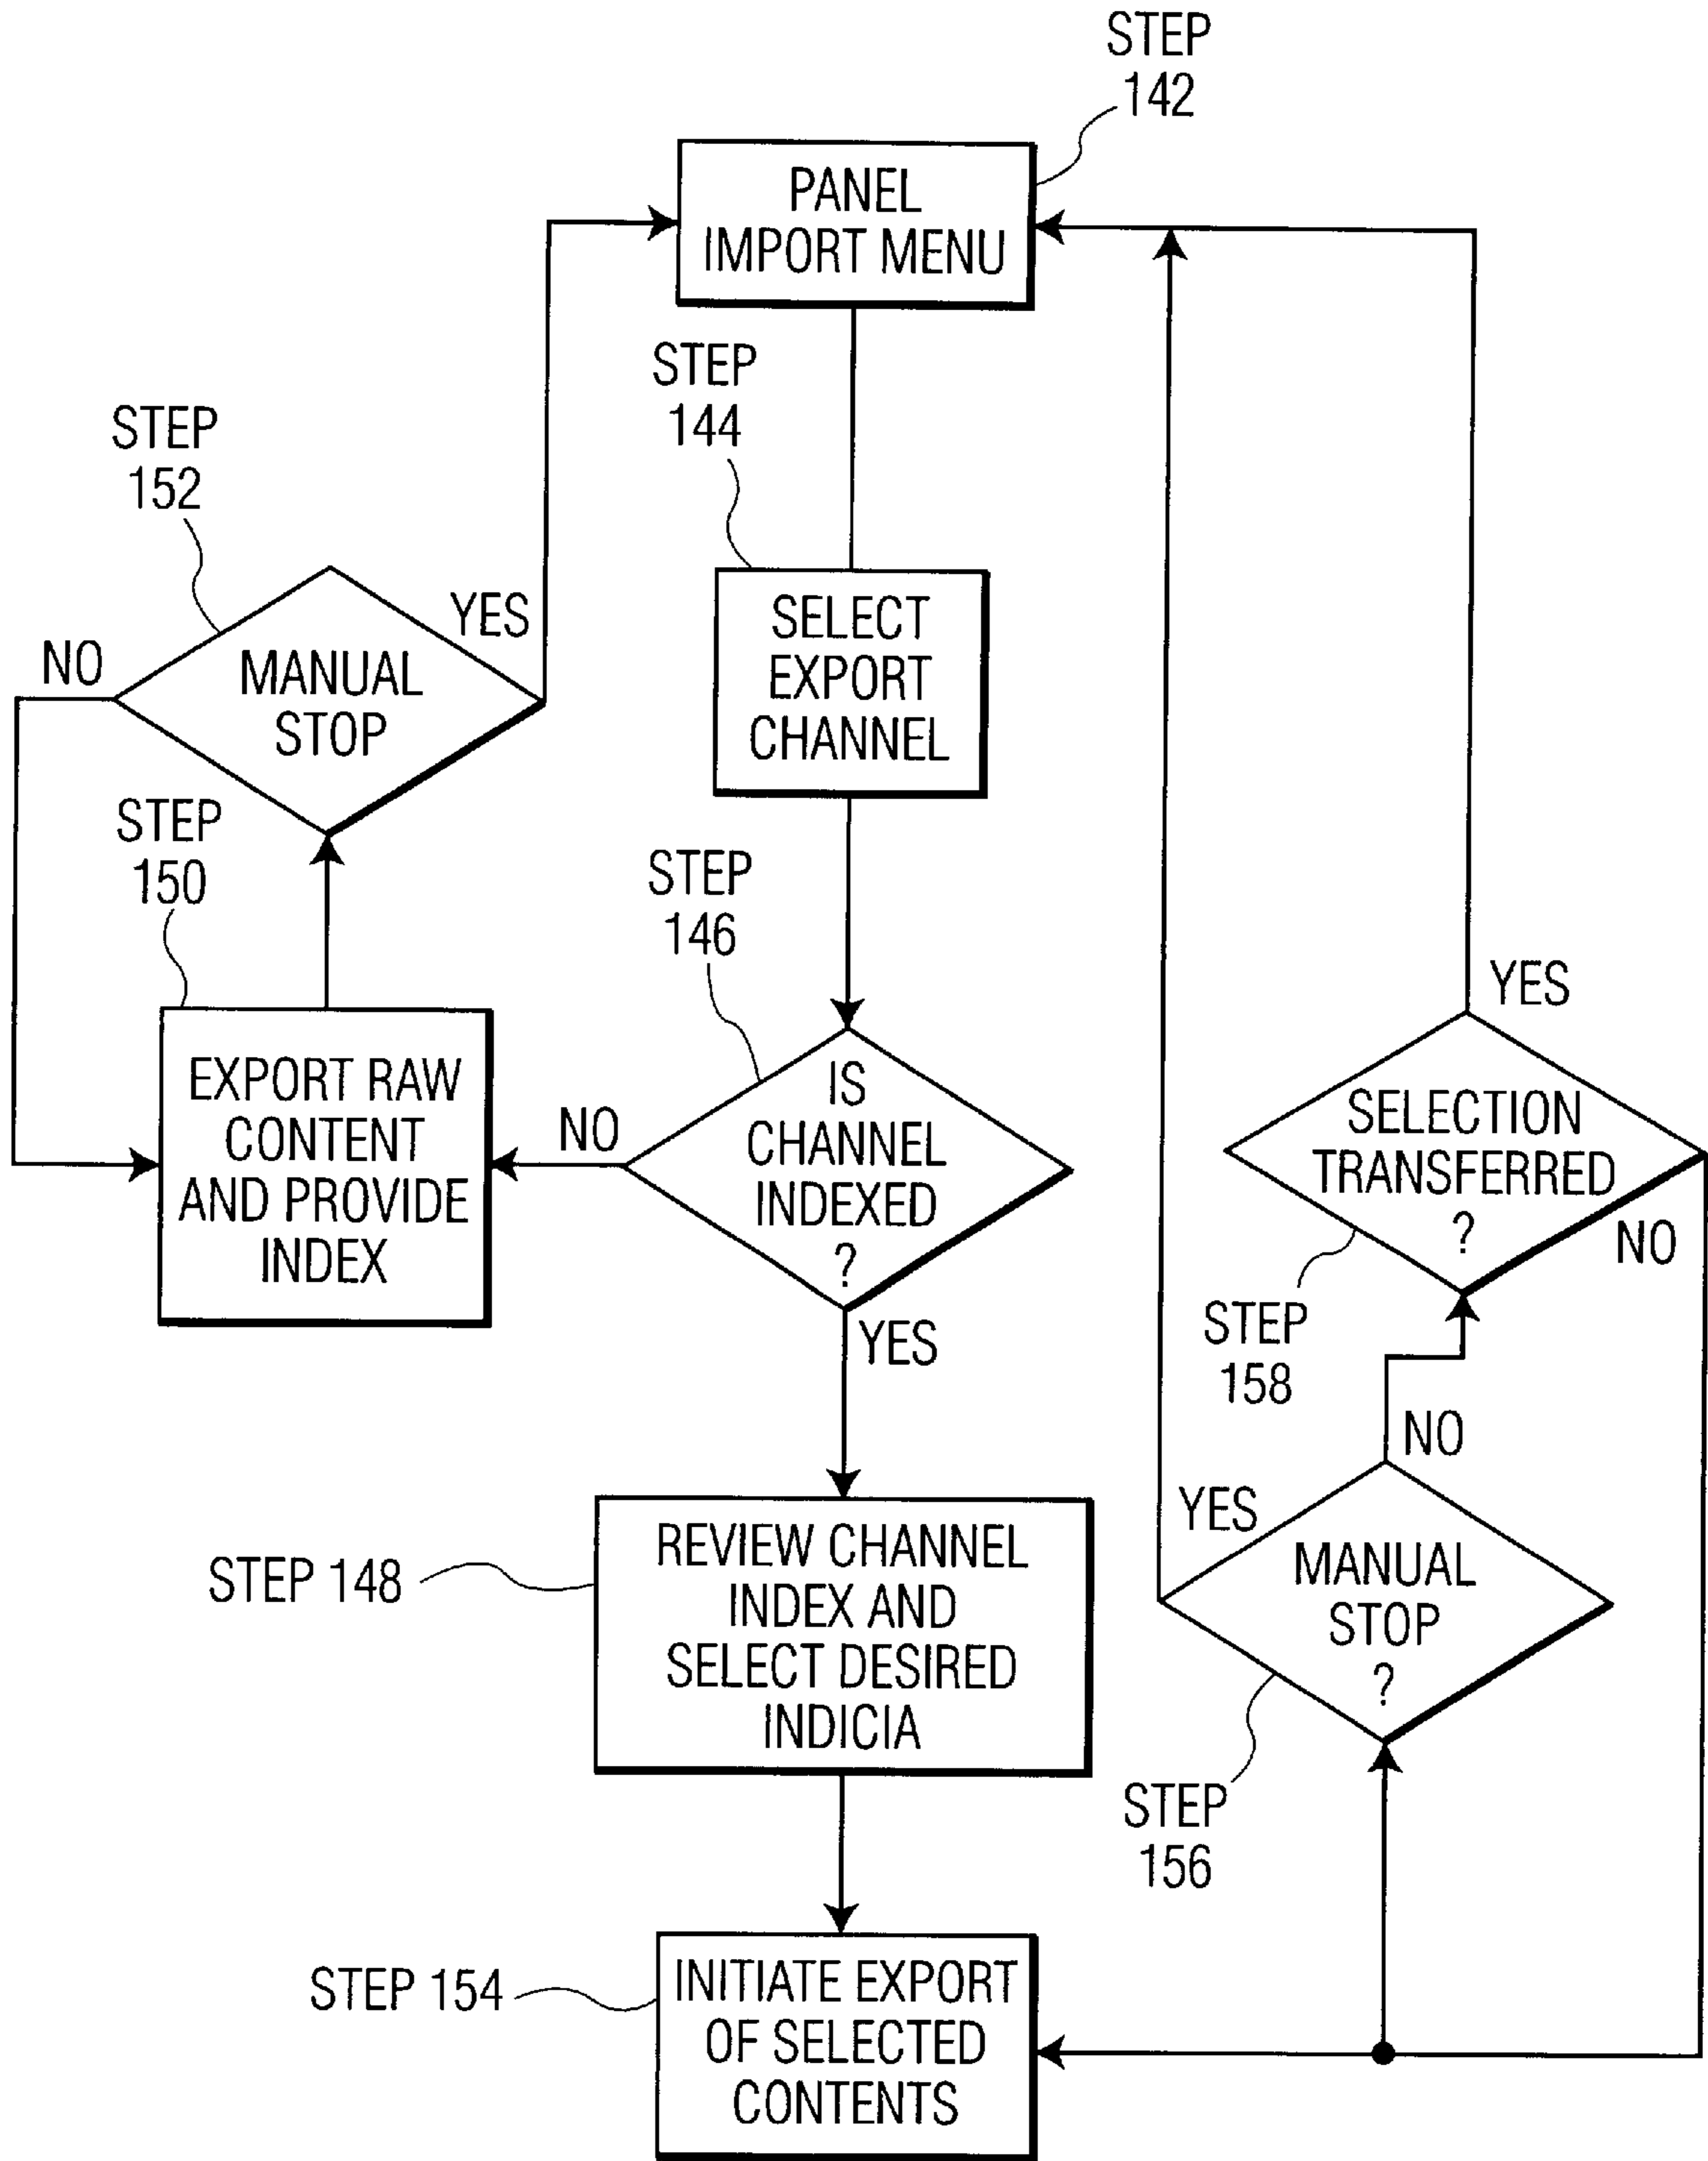 STEP
142
PANEL
IMPORT MENU
STEP
144
STEP
152
SELECT
EXPORT
CHANNEL
YES
NO
MANUAL
STOP
STEP
150
STEP
146
EXPORT RAW
CONTENT
AND PROVIDE
INDEX
NO
IS
CHANNEL
INDEXED
?
YES
YES
SELECTION
TRANSFERRED
?
NO
STEP
158
NO
YES
MANUAL
STOP
?
STEP
156
STEP 148
REVIEW CHANNEL
INDEX AND
SELECT DESIRED
INDICIA
STEP 154
INITIATE EXPORT
OF SELECTED
CONTENTS